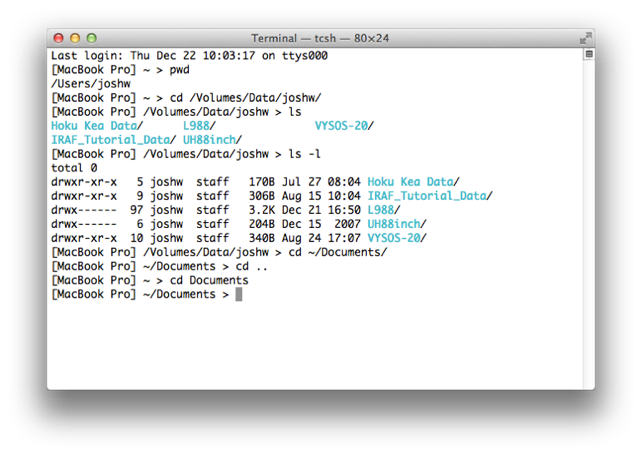 Terminal — tcsh — 80×24
Last login: Thu Dec 22 10:03:17 on ttys000
[MacBook Pro] ~ > pwd
/Users/joshw
[MacBook Pro] ~ > cd /Volumes/Data/joshw/
[MacBook Pro] /Volumes/Data/joshw > ls
Hoku Kea Data/      L988/               VYSOS-20/
IRAF_Tutorial_Data/ UH88inch/
[MacBook Pro] /Volumes/Data/joshw > ls -l
total 0
drwxr-xr-x   5 joshw  staff   170B Jul 27 08:04 Hoku Kea Data/
drwxr-xr-x   9 joshw  staff   306B Aug 15 10:04 IRAF_Tutorial_Data/
drwx------  97 joshw  staff   3.2K Dec 21 16:50 L988/
drwx------   6 joshw  staff   204B Dec 15  2007 UH88inch/
drwxr-xr-x  10 joshw  staff   340B Aug 24 17:07 VYSOS-20/
[MacBook Pro] /Volumes/Data/joshw > cd ~/Documents/
[MacBook Pro] ~/Documents > cd ..
[MacBook Pro] ~ > cd Documents
[MacBook Pro] ~/Documents >